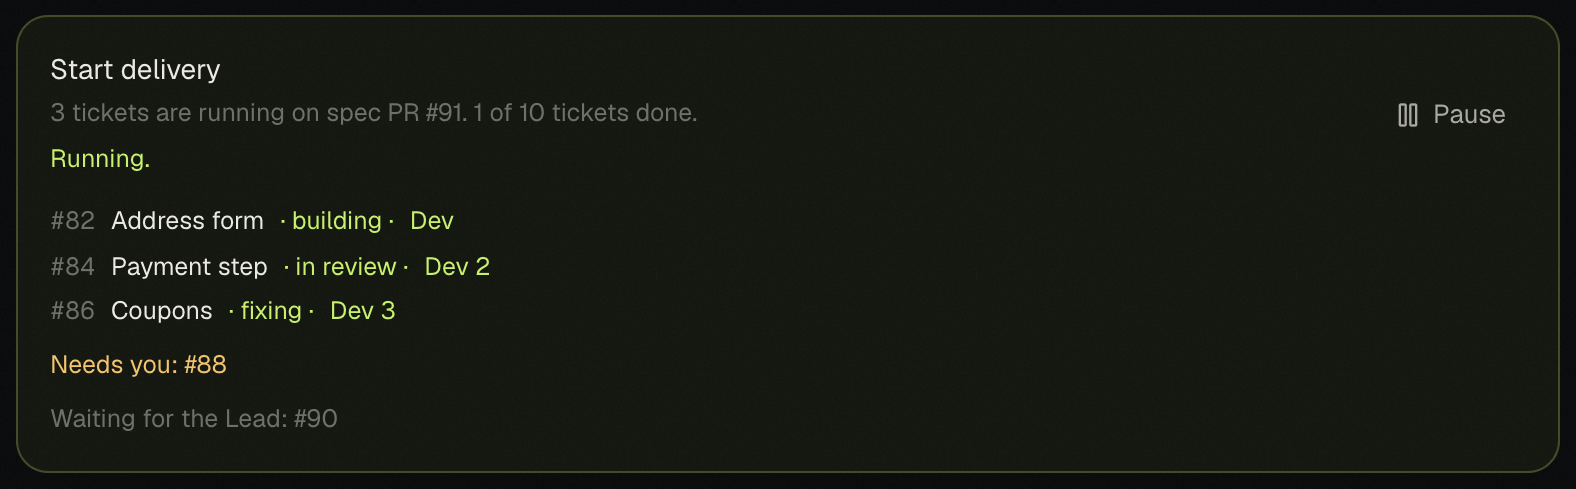 Start delivery
3 tickets are running on spec PR #91. 1 of 10 tickets done.
Pause
Running.
#82 Address form · building · Dev
#84 Payment step · in review · Dev 2
#86 Coupons · fixing · Dev 3
Needs you: #88
Waiting for the Lead: #90